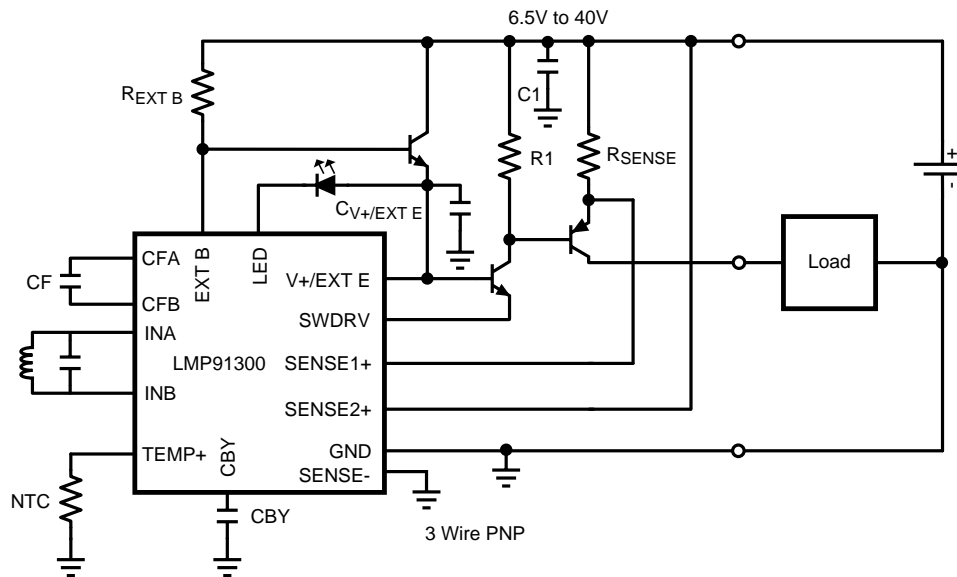 6.5V to 40V
REXT B
C1
R1
RSENSE
+
-
CV+/EXT E
Load
CFA
EXT B
LED
CF
V+/EXT E
CFB
SWDRV
INA
LMP91300
SENSE1+
INB
SENSE2+
TEMP+
CBY
GND
SENSE-
NTC
CBY
3 Wire PNP